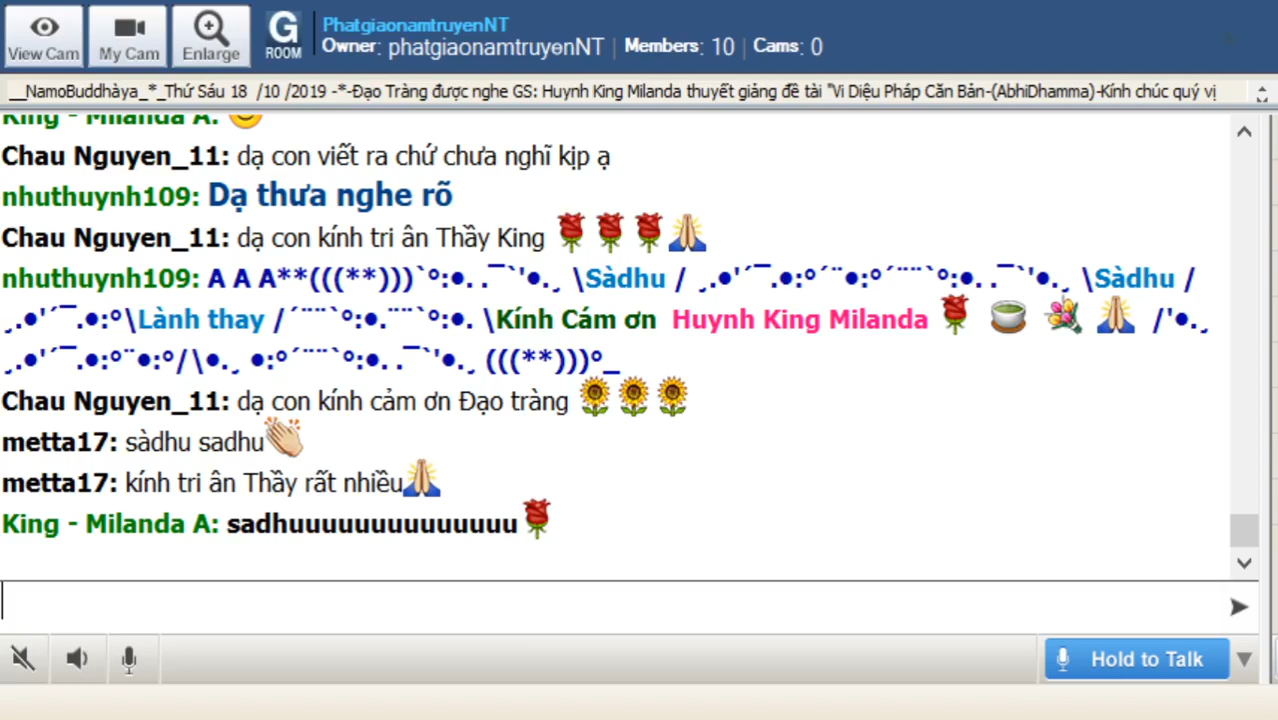 View Cam
My Cam
Enlarge
G ROOM
PhatgiaonamtruyenNT
Owner: phatgiaonamtruyenNT | Members: 10 | Cams: 0
__NamoBuddhàya_*_Thứ Sáu 18 /10 /2019 -*-Đạo Tràng được nghe GS: Huynh King Milanda thuyết giảng đề tài "Vi Diệu Pháp Căn Bản-(AbhiDhamma)-Kính chúc quý vị
King - Milanda A:
Chau Nguyen_11: dạ con viết ra chứ chưa nghĩ kịp ạ
nhuthuynh109: Dạ thưa nghe rõ
Chau Nguyen_11: dạ con kính tri ân Thầy King
nhuthuynh109: A A A**(((**)))`°:•. .¯`'•.¸ \Sàdhu / ¸.•'´¯.•:°´¨•:°´¨¨`°:•. .¯`'•.¸ \Sàdhu /
¸.•'´¯.•:°\Lành thay /´¨¨`°:•.¨¨`°:•. \Kính Cám ơn Huynh King Milanda /'•.¸
¸.•'´¯.•:°¨•:°/\•.¸ •:°´¨¨`°:•. .¯`'•.¸ (((**)))°_
Chau Nguyen_11: dạ con kính cảm ơn Đạo tràng
metta17: sàdhu sadhu
metta17: kính tri ân Thầy rất nhiều
King - Milanda A: sadhuuuuuuuuuuuuuuu
Hold to Talk